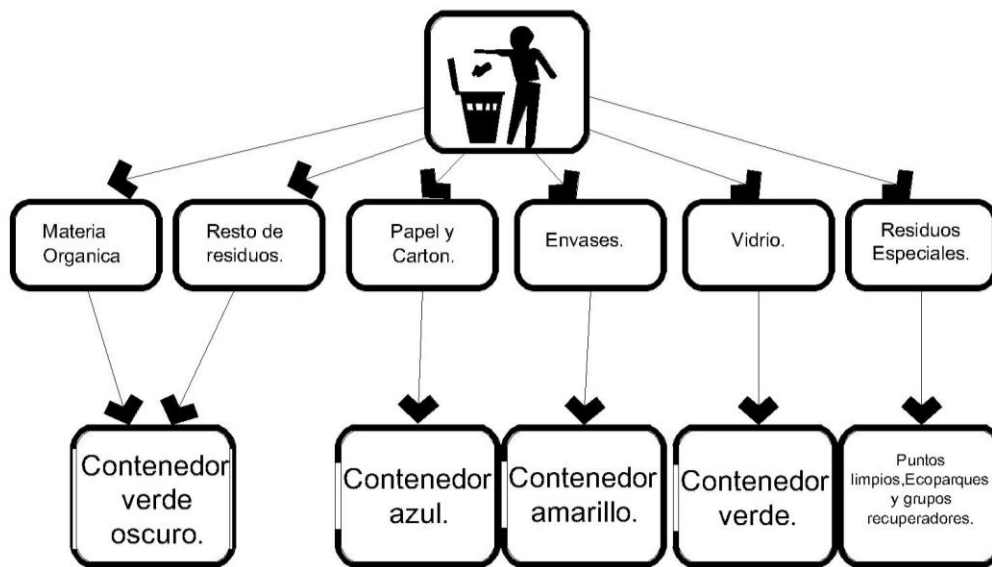 Materia
Organica
Resto de
residuos.
Papel y
Carton.
Envases.
Vidrio.
Residuos
Especiales.
Contenedor
verde
oscuro.
Contenedor
azul.
Contenedor
amarillo.
Contenedor
verde.
Puntos
limpios,Ecoparques
y grupos
recuperadores.